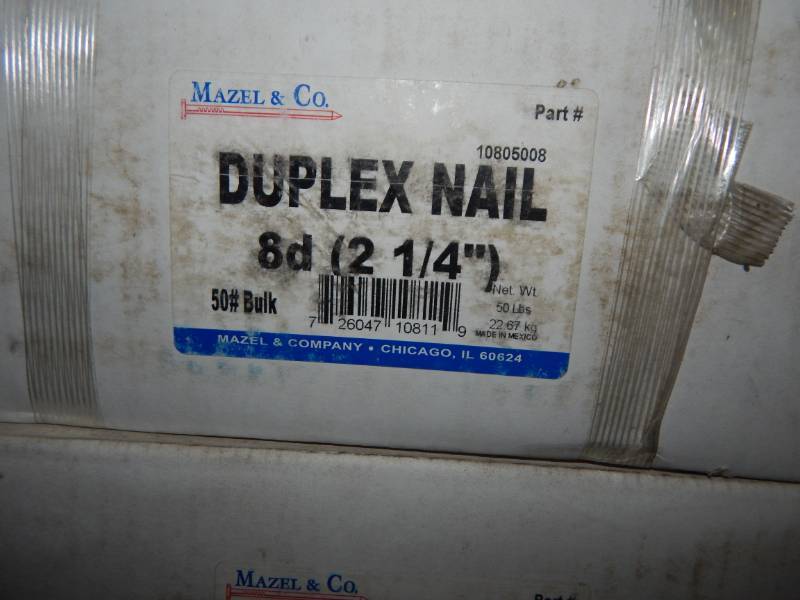 MAZEL & CO.
Part #
10805008
DUPLEX NAIL
8d (2 1/4")
50# Bulk
Net. Wt
50 Lbs
22.67 kg
MADE IN MEXICO
7 26047 10811 9
MAZEL & COMPANY • CHICAGO, IL 60624
MAZEL & CO.
Part #